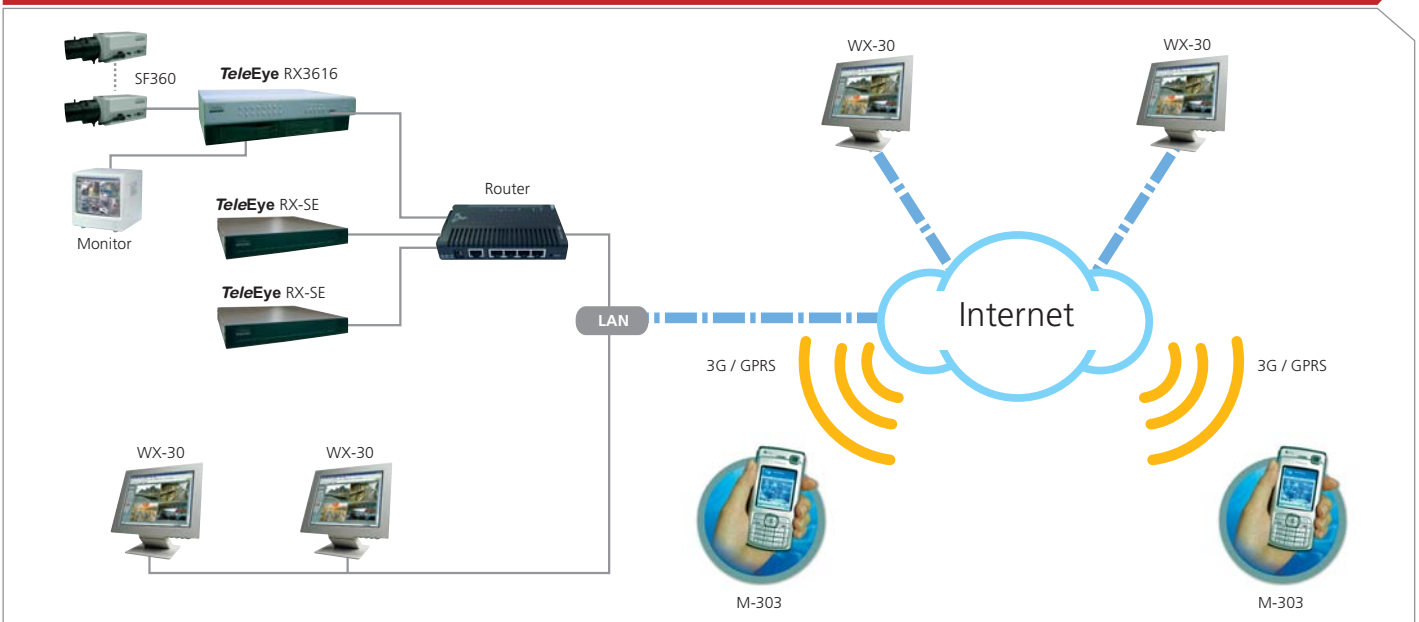 SF360
TeleEye RX3616
Monitor
TeleEye RX-SE
TeleEye RX-SE
Router
LAN
WX-30
WX-30
WX-30
WX-30
Internet
3G / GPRS
3G / GPRS
M-303
M-303